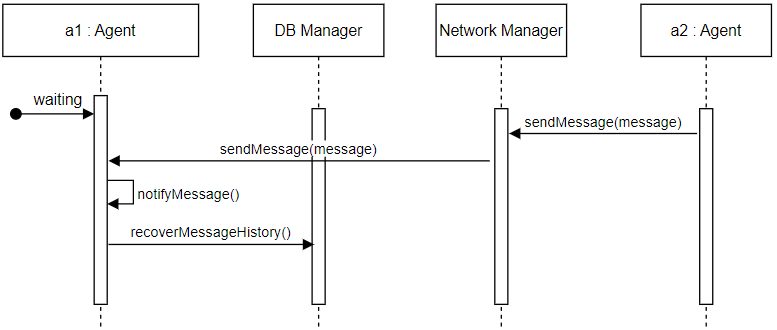 a1 : Agent
DB Manager
Network Manager
a2 : Agent
waiting
sendMessage(message)
sendMessage(message)
notifyMessage()
recoverMessageHistory()